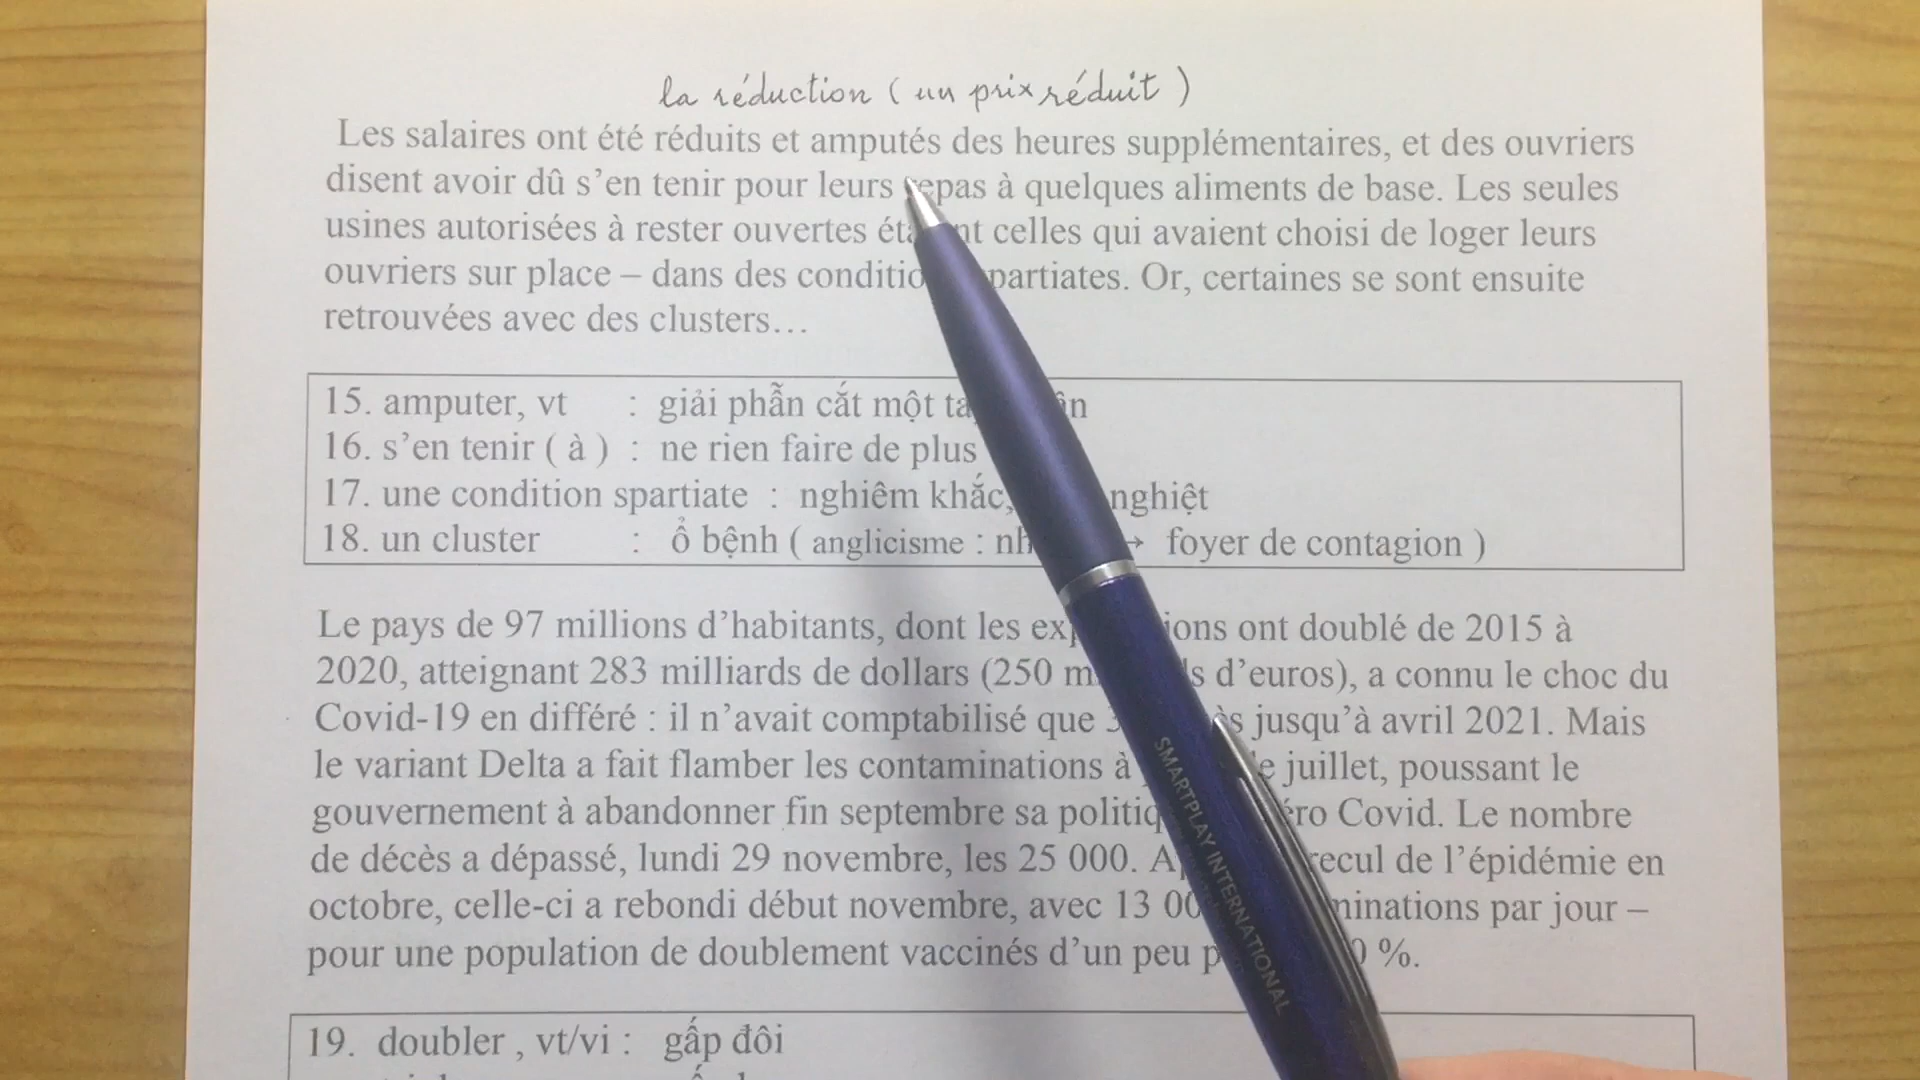 la réduction ( un prix réduit )
Les salaires ont été réduits et amputés des heures supplémentaires, et des ouvriers
disent avoir dû s’en tenir pour leurs repas à quelques aliments de base. Les seules
usines autorisées à rester ouvertes étaient celles qui avaient choisi de loger leurs
ouvriers sur place – dans des conditions spartiates. Or, certaines se sont ensuite
retrouvées avec des clusters…
15. amputer, vt : giải phẫn cắt một
16. s’en tenir ( à ) : ne rien faire de plus
17. une condition spartiate : nghiêm khắc, nghiệt
18. un cluster : ổ bệnh ( anglicisme : → foyer de contagion )
Le pays de 97 millions d’habitants, dont les exportations ont doublé de 2015 à
2020, atteignant 283 milliards de dollars (250 milliards d’euros), a connu le choc du
Covid-19 en différé : il n’avait comptabilisé que jusqu’à avril 2021. Mais
le variant Delta a fait flamber les contaminations à juillet, poussant le
gouvernement à abandonner fin septembre sa politique Covid. Le nombre
de décès a dépassé, lundi 29 novembre, les 25 000. recul de l’épidémie en
octobre, celle-ci a rebondi début novembre, avec 13 000 contaminations par jour –
pour une population de doublement vaccinés d’un peu %.
SMARTPLAY INTERNATIONAL
19. doubler , vt/vi : gấp đôi